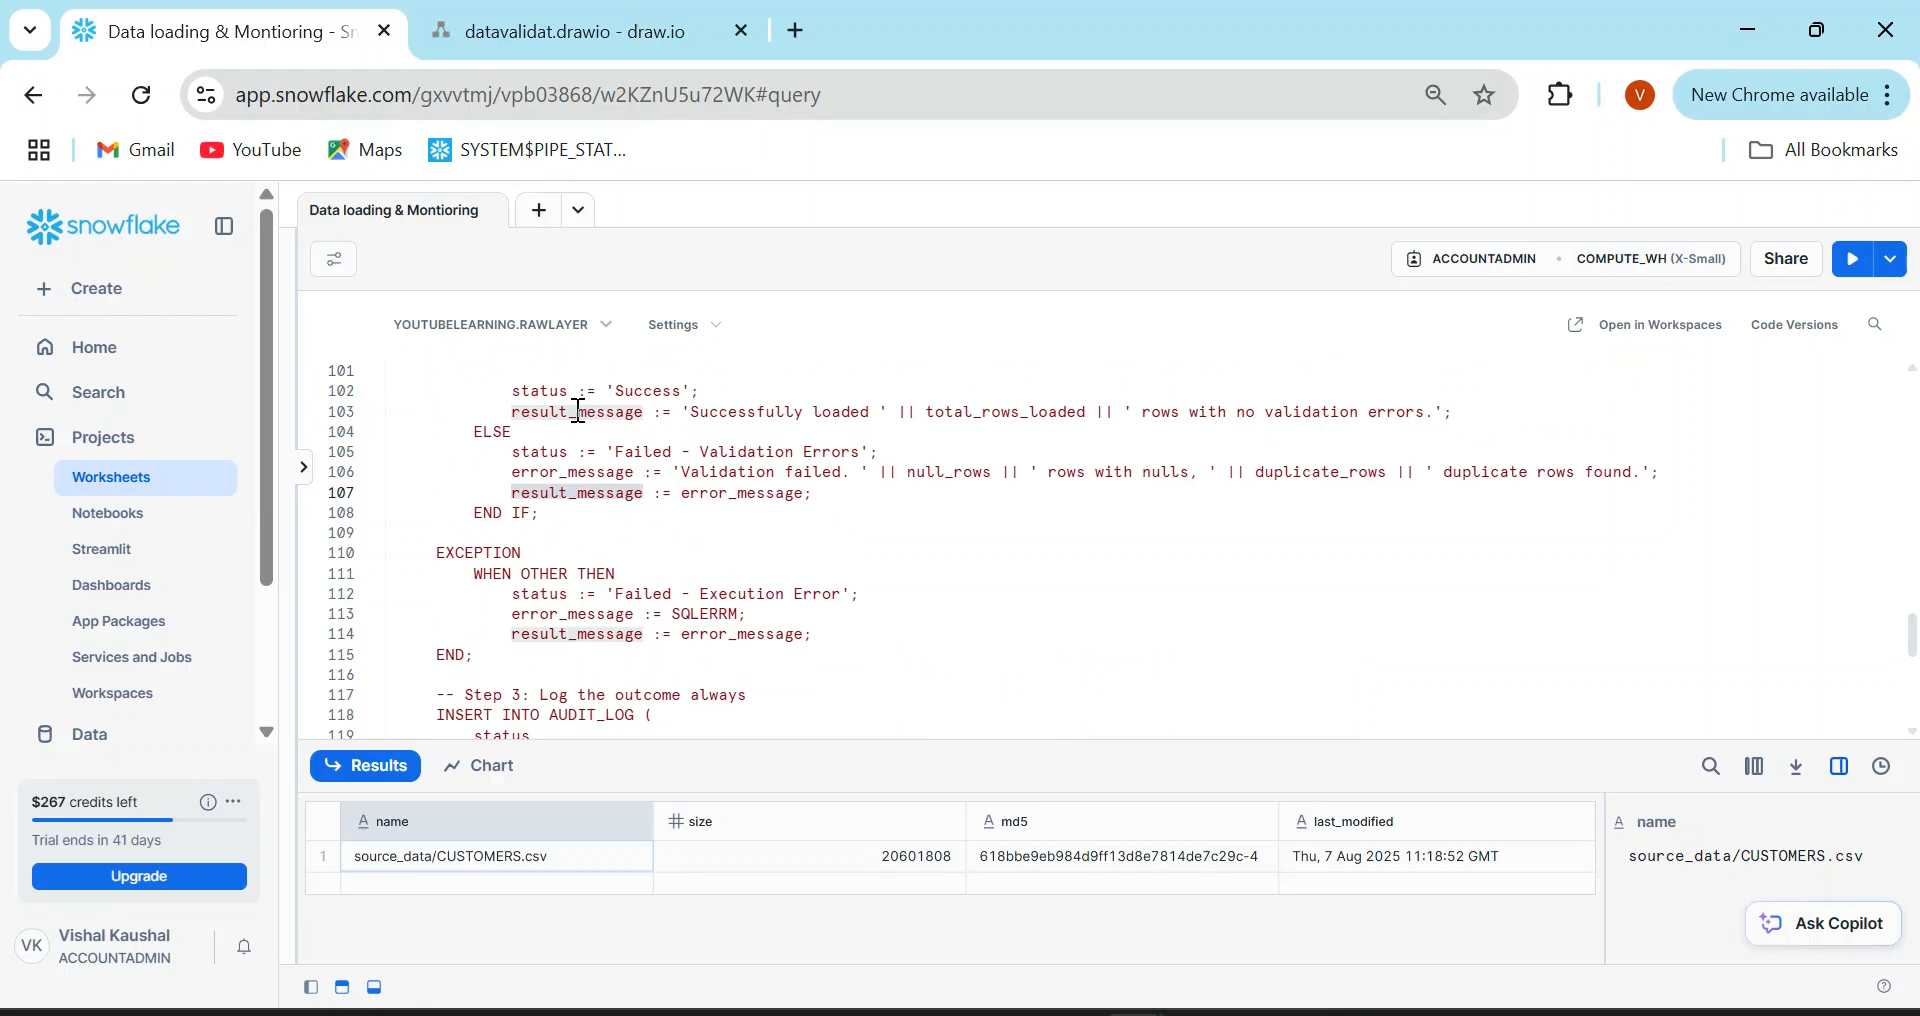 Data loading & Montioring - Sn
datavalidat.drawio - draw.io
app.snowflake.com/gxvvtmj/vpb03868/w2KZnU5u72WK#query
V
New Chrome available
Gmail
YouTube
Maps
SYSTEM$PIPE_STAT...
All Bookmarks
snowflake
Create
Home
Search
Projects
Worksheets
Notebooks
Streamlit
Dashboards
App Packages
Services and Jobs
Workspaces
Data
$267 credits left
Trial ends in 41 days
Upgrade
VK
Vishal Kaushal
ACCOUNTADMIN
Data loading & Montioring
ACCOUNTADMIN • COMPUTE_WH (X-Small)
Share
YOUTUBELEARNING.RAWLAYER
Settings
Open in Workspaces
Code Versions
101
102 status := 'Success';
103 result_message := 'Successfully loaded ' || total_rows_loaded || ' rows with no validation errors.';
104 ELSE
105 status := 'Failed - Validation Errors';
106 error_message := 'Validation failed. ' || null_rows || ' rows with nulls, ' || duplicate_rows || ' duplicate rows found.';
107 result_message := error_message;
108 END IF;
109
110 EXCEPTION
111 WHEN OTHER THEN
112 status := 'Failed - Execution Error';
113 error_message := SQLERRM;
114 result_message := error_message;
115 END;
116
117 -- Step 3: Log the outcome always
118 INSERT INTO AUDIT_LOG (
119 status
Results
Chart
name size md5 last_modified
1 source_data/CUSTOMERS.csv 20601808 618bbe9eb984d9ff13d8e7814de7c29c-4 Thu, 7 Aug 2025 11:18:52 GMT
name
source_data/CUSTOMERS.csv
Ask Copilot